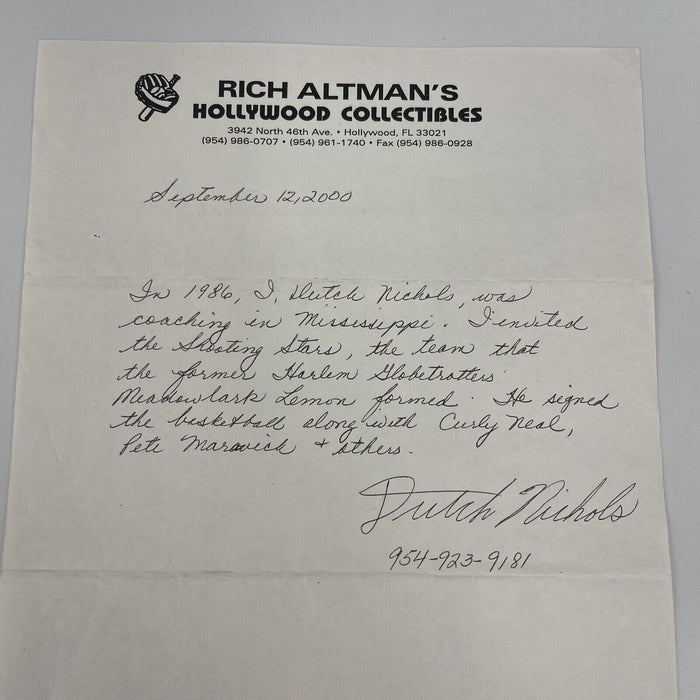 RICH ALTMAN'S
HOLLYWOOD COLLECTIBLES
3942 North 46th Ave. • Hollywood, FL 33021
(954) 986-0707 • (954) 961-1740 • Fax (954) 986-0928
September 12, 2000
In 1986, I, Dutch Nichols, was
coaching in Mississippi. I invited
the Shooting Stars, the team that
the former Harlem Globetrotters'
Meadowlark Lemon formed. He signed
the basketball along with Curly Neal,
Pete Maravich + others.
Dutch Nichols
954-923-9181